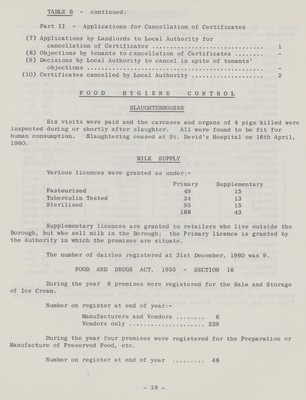 TABLE B - continued:
Part II - Applications for Cancellation of Certificates
(7) Applications by Landlords to Local Authority for
cancellation of Certificates ............................ 1
(8) Objections by tenants to cancellation of Certificates ....... -
(9) Decisions by Local Authority to cancel in spite of tenants'
objections .............................................. -
(10) Certificates cancelled by Local Authority ................... 2
FOOD HYGIENE CONTROL
SLAUGHTERHOUSES
Six visits were paid and the carcases and organs of 4 pigs killed were
inspected during or shortly after slaughter. All were found to be fit for
human consumption. Slaughtering ceased at St. David's Hospital on 16th April,
1960.
MILK SUPPLY
Various licences were granted as under:-
Primary Supplementary
Pasteurised 49 15
Tuberculin Tested 24 13
Sterilised 95 15
168 43
Supplementary licences are granted to retailers who live outside the
Borough, but who sell milk in the Borough; the Primary licence is granted by
the Authority in which the premises are situate.
The number of dairies registered at 31st December, 1960 was 9.
FOOD AND DRUGS ACT, 1955 - SECTION 16
During the year 6 premises were registered for the Sale and Storage
of Ice Cream.
Number on register at end of year:-
Manufacturers and Vendors ........ 6
Vendors only ..................... 229
During the year four premises were registered for the Preparation or
Manufacture of Preserved Food, etc.
Number on register at end of year ......... 48
- 19 -